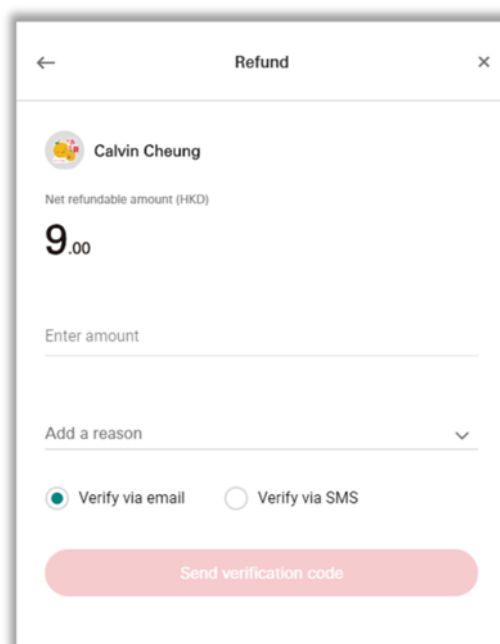 Refund
Calvin Cheung
Net refundable amount (HKD)
9.00
Enter amount
Add a reason
Verify via email
Verify via SMS
Send verification code